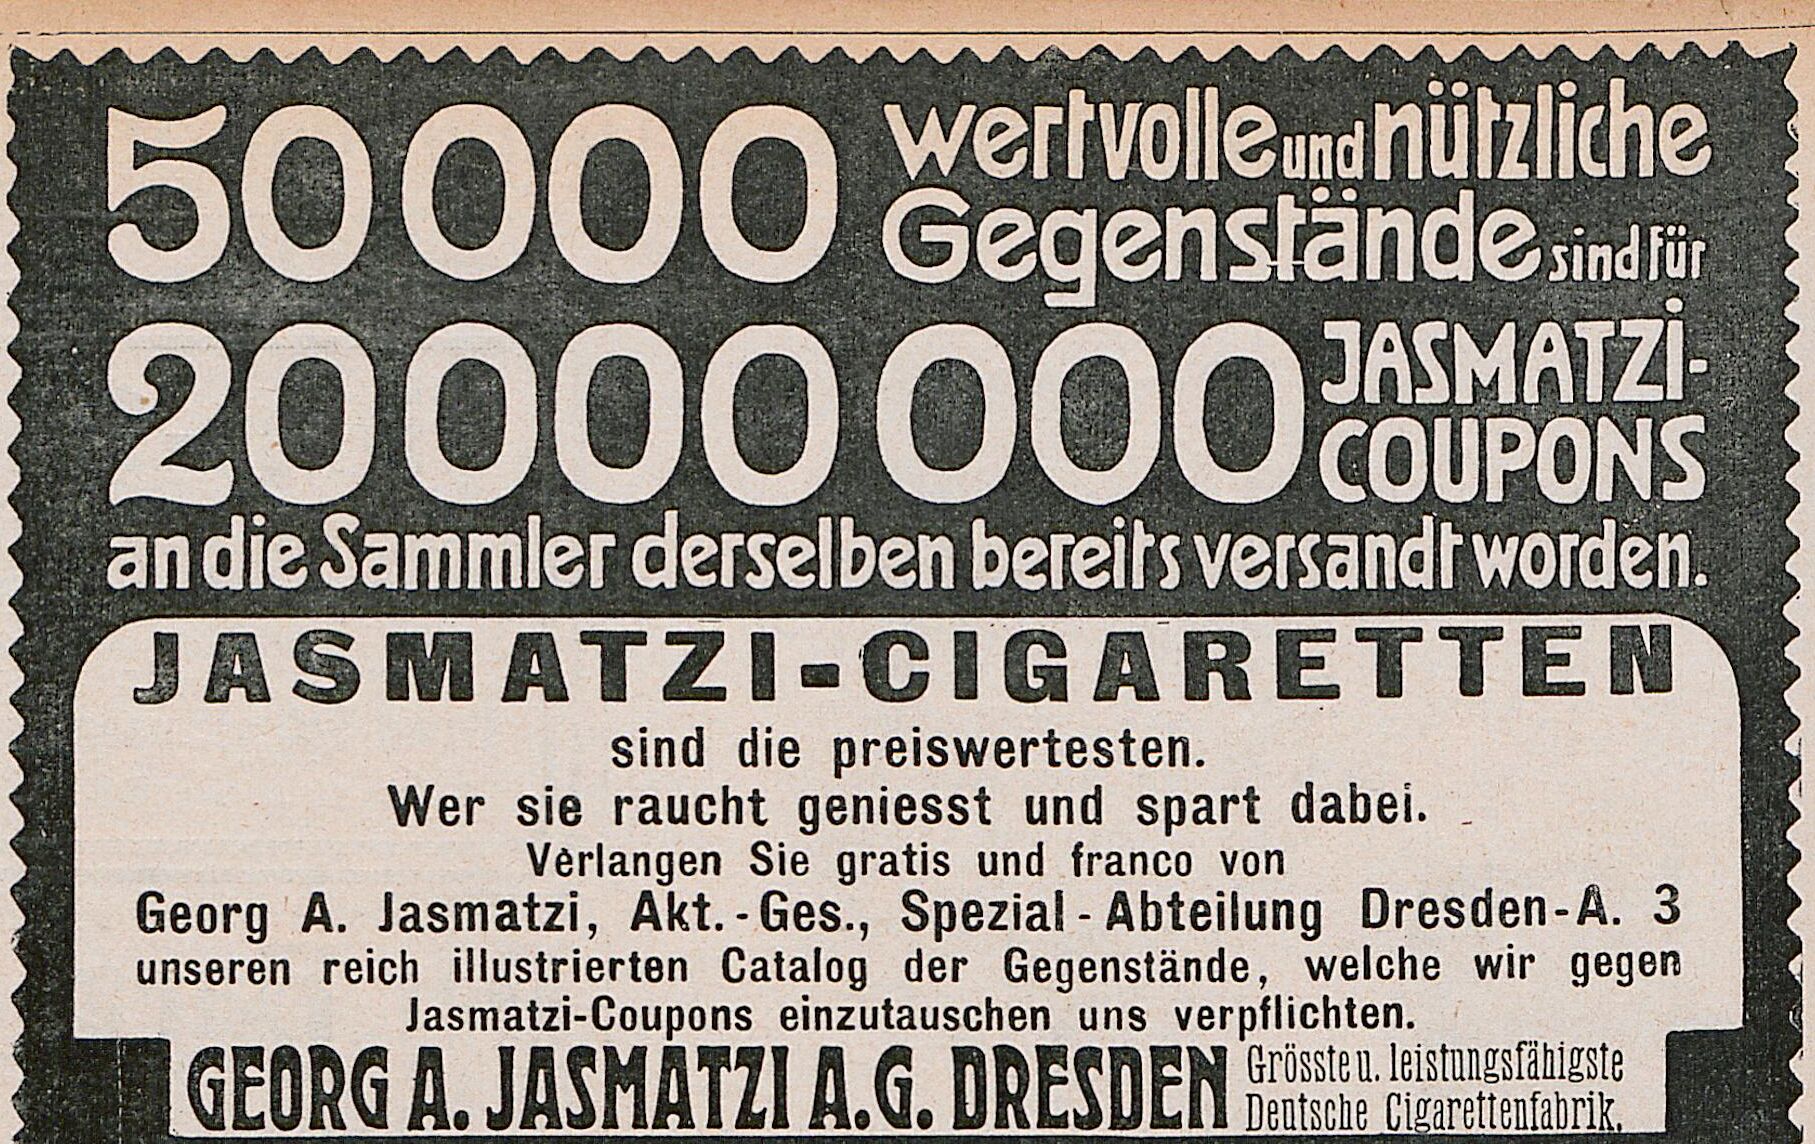 50000 wertvolle und nützliche
Gegenstände sind für
20000000 JASMATZI-
COUPONS
an die Sammler derselben bereits versandt worden.
JASMATZI-CIGARETTEN
sind die preiswertesten.
Wer sie raucht geniesst und spart dabei.
Verlangen Sie gratis und franco von
Georg A. Jasmatzi, Akt.-Ges., Spezial-Abteilung Dresden-A. 3
unseren reich illustrierten Catalog der Gegenstände, welche wir gegen
Jasmatzi-Coupons einzutauschen uns verpflichten.
GEORG A. JASMATZI A.G. DRESDEN Grösste u. leistungsfähigste
Deutsche Cigarettenfabrik.